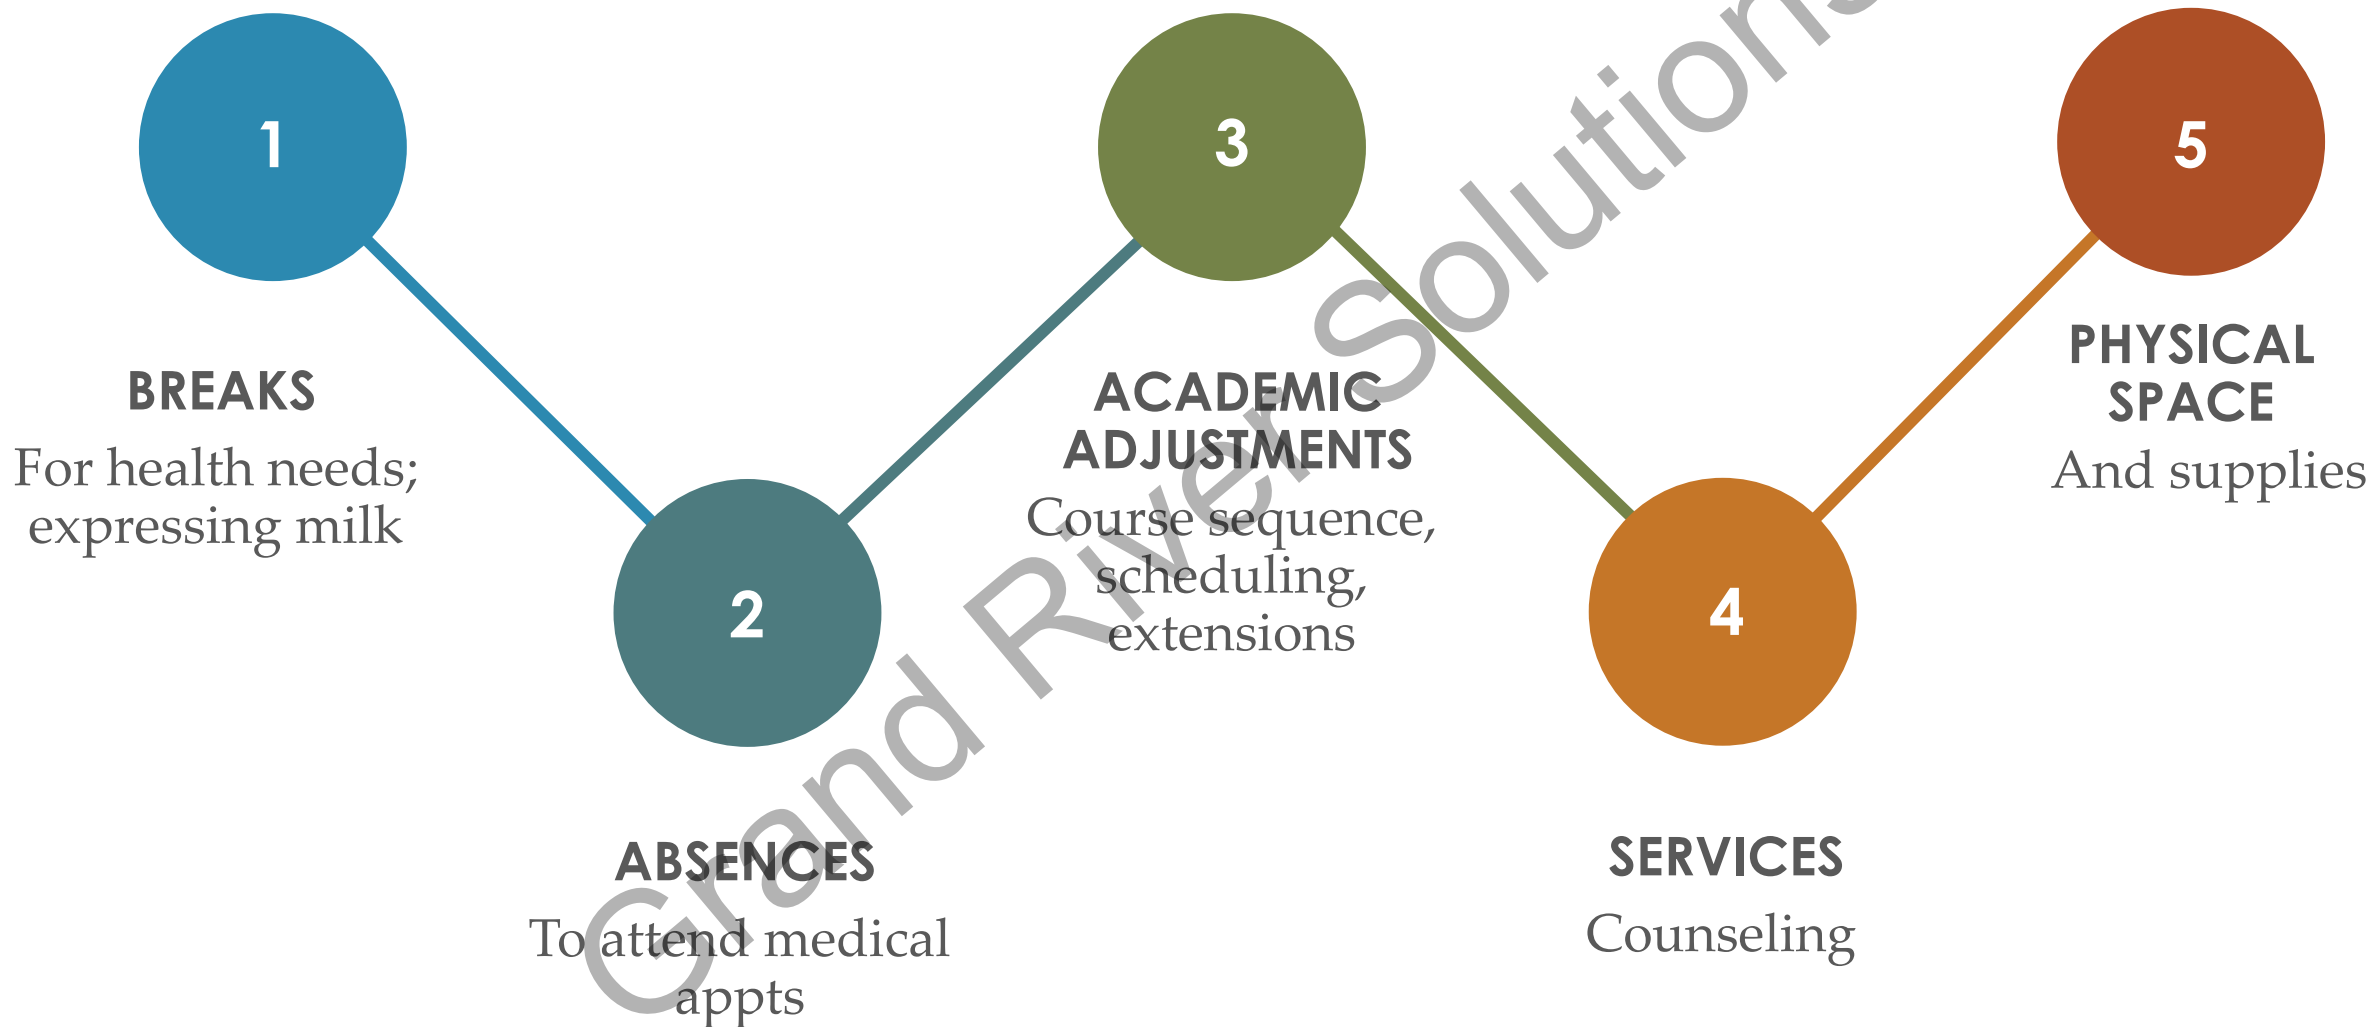 1
BREAKS
For health needs;
expressing milk
2
ABSENCES
To attend medical
appts
3
ACADEMIC
ADJUSTMENTS
Course sequence,
scheduling,
extensions
4
SERVICES
Counseling
5
PHYSICAL
SPACE
And supplies
Grand River Solutions